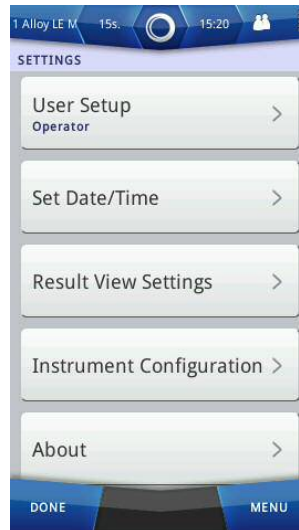 1 Alloy LE M 15s. 15:20
SETTINGS
User Setup
Operator
Set Date/Time
Result View Settings
Instrument Configuration
About
DONE MENU